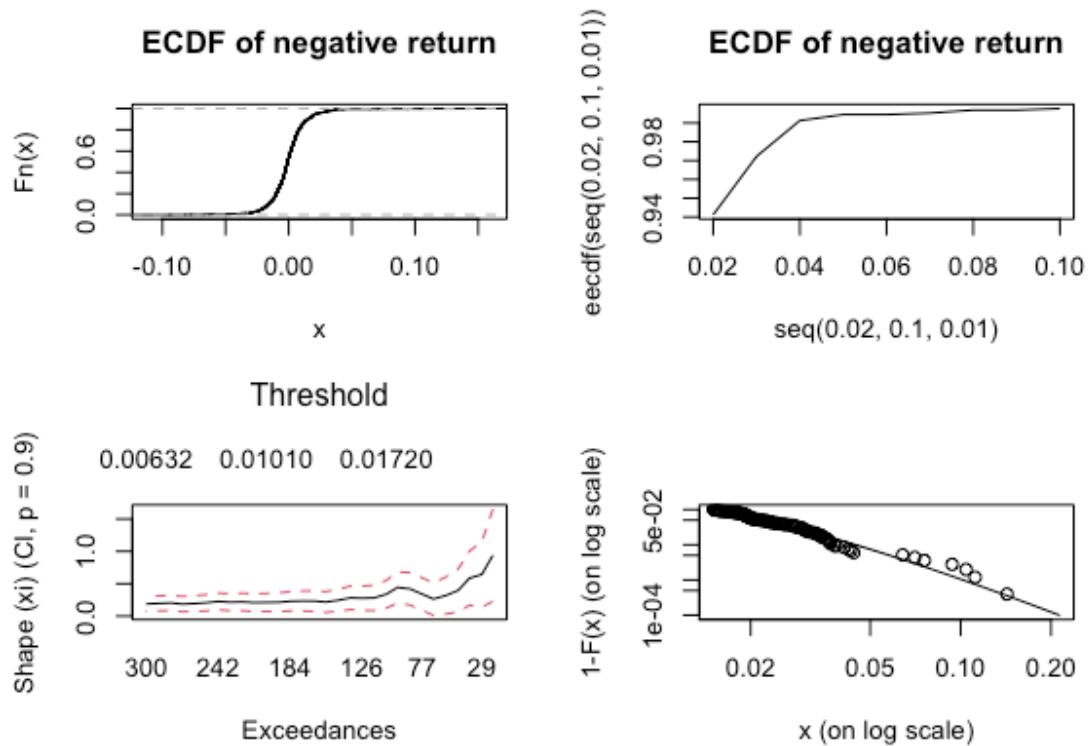 ECDF of negative return
Fn(x)
0.6
0.0
-0.10 0.00 0.10
x
ECDF of negative return
eecdf(seq(0.02, 0.1, 0.01))
0.98
0.94
0.02 0.04 0.06 0.08 0.10
seq(0.02, 0.1, 0.01)
Threshold
0.00632 0.01010 0.01720
Shape (xi) (CI, p = 0.9)
1.0
0.0
300 242 184 126 77 29
Exceedances
1-F(x) (on log scale)
5e-02
1e-04
0.02 0.05 0.10 0.20
x (on log scale)